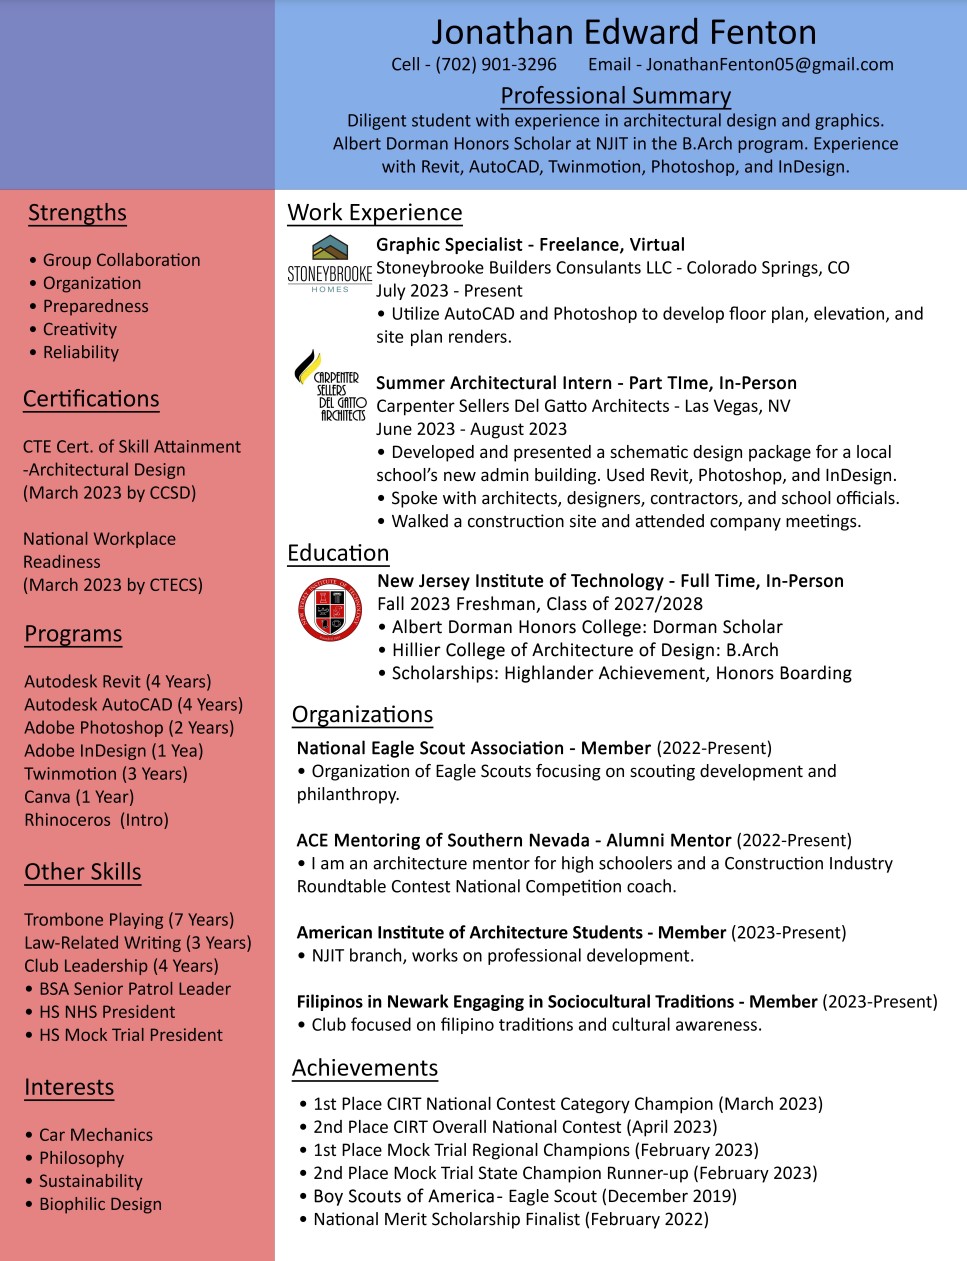 Jonathan Edward Fenton
Cell - (702) 901-3296 Email - JonathanFenton05@gmail.com
Professional Summary
Diligent student with experience in architectural design and graphics.
Albert Dorman Honors Scholar at NJIT in the B.Arch program. Experience
with Revit, AutoCAD, Twinmotion, Photoshop, and InDesign.
Strengths
• Group Collaboration
• Organization
• Preparedness
• Creativity
• Reliability
Certifications
CTE Cert. of Skill Attainment
-Architectural Design
(March 2023 by CCSD)
National Workplace
Readiness
(March 2023 by CTECS)
Programs
Autodesk Revit (4 Years)
Autodesk AutoCAD (4 Years)
Adobe Photoshop (2 Years)
Adobe InDesign (1 Yea)
Twinmotion (3 Years)
Canva (1 Year)
Rhinoceros (Intro)
Other Skills
Trombone Playing (7 Years)
Law-Related Writing (3 Years)
Club Leadership (4 Years)
• BSA Senior Patrol Leader
• HS NHS President
• HS Mock Trial President
Interests
• Car Mechanics
• Philosophy
• Sustainability
• Biophilic Design
Work Experience
STONEYBROOKE
HOMES
Graphic Specialist - Freelance, Virtual
Stoneybrooke Builders Consulants LLC - Colorado Springs, CO
July 2023 - Present
• Utilize AutoCAD and Photoshop to develop floor plan, elevation, and
site plan renders.
CARPENTER
SELLERS
DEL GATTO
ARCHITECTS
Summer Architectural Intern - Part TIme, In-Person
Carpenter Sellers Del Gatto Architects - Las Vegas, NV
June 2023 - August 2023
• Developed and presented a schematic design package for a local
school’s new admin building. Used Revit, Photoshop, and InDesign.
• Spoke with architects, designers, contractors, and school officials.
• Walked a construction site and attended company meetings.
Education
New Jersey Institute of Technology - Full Time, In-Person
Fall 2023 Freshman, Class of 2027/2028
• Albert Dorman Honors College: Dorman Scholar
• Hillier College of Architecture of Design: B.Arch
• Scholarships: Highlander Achievement, Honors Boarding
Organizations
National Eagle Scout Association - Member (2022-Present)
• Organization of Eagle Scouts focusing on scouting development and
philanthropy.
ACE Mentoring of Southern Nevada - Alumni Mentor (2022-Present)
• I am an architecture mentor for high schoolers and a Construction Industry
Roundtable Contest National Competition coach.
American Institute of Architecture Students - Member (2023-Present)
• NJIT branch, works on professional development.
Filipinos in Newark Engaging in Sociocultural Traditions - Member (2023-Present)
• Club focused on filipino traditions and cultural awareness.
Achievements
• 1st Place CIRT National Contest Category Champion (March 2023)
• 2nd Place CIRT Overall National Contest (April 2023)
• 1st Place Mock Trial Regional Champions (February 2023)
• 2nd Place Mock Trial State Champion Runner-up (February 2023)
• Boy Scouts of America- Eagle Scout (December 2019)
• National Merit Scholarship Finalist (February 2022)